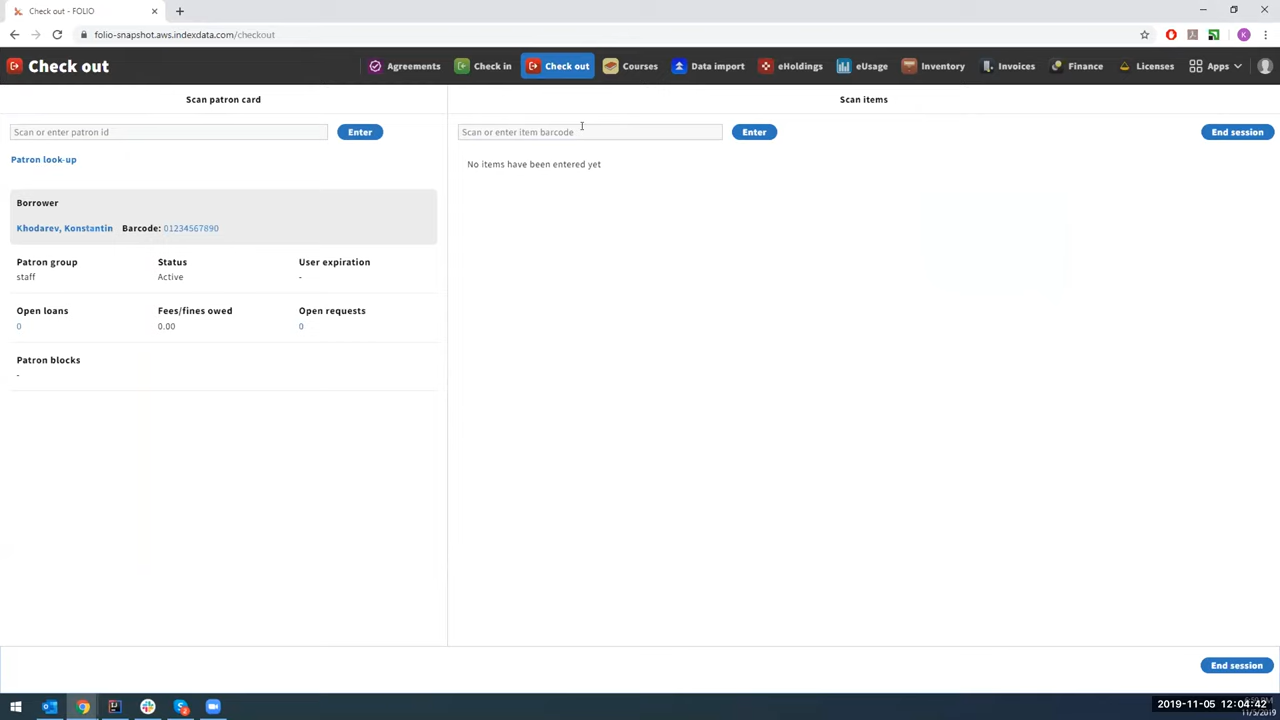 Check out - FOLIO
folio-snapshot.aws.indexdata.com/checkout
K
Check out
Agreements
Check in
Check out
Courses
Data import
eHoldings
eUsage
Inventory
Invoices
Finance
Licenses
Apps
Scan patron card
Scan items
Scan or enter patron id
Enter
Scan or enter item barcode
Enter
End session
Patron look-up
No items have been entered yet
Borrower
Khodarev, Konstantin Barcode: 01234567890
Patron group Status User expiration
staff Active -
Open loans Fees/fines owed Open requests
0 0.00 0
Patron blocks
-
End session
2019-11-05 12:04:42
11/5/2019